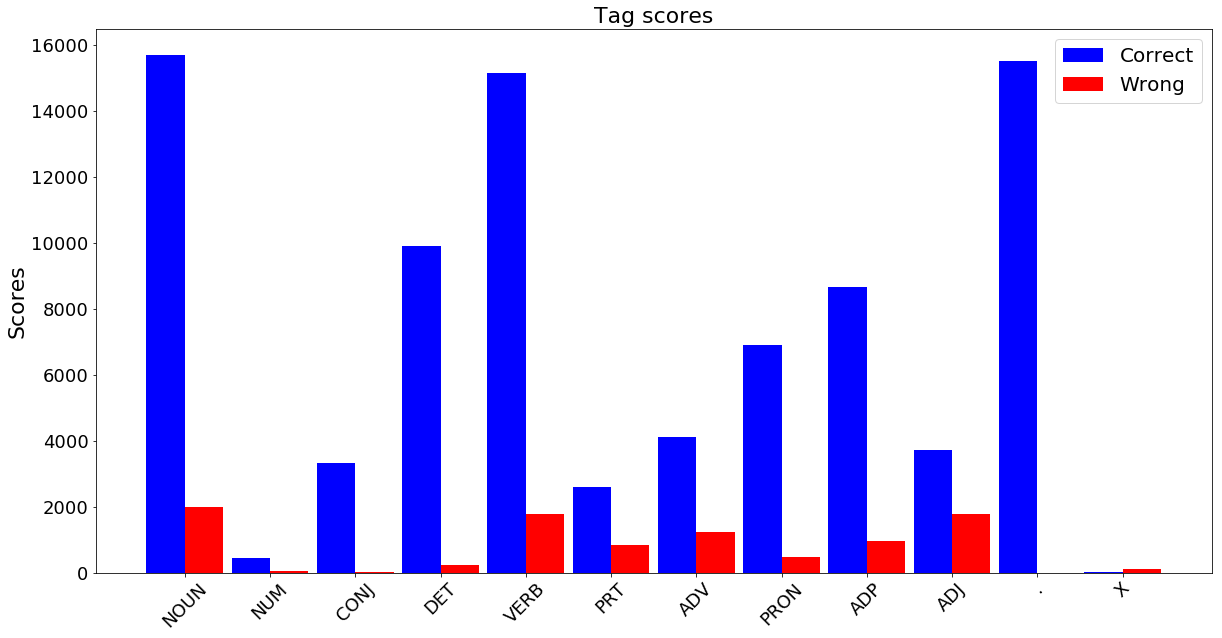 Tag scores
Correct
Wrong
Scores
16000
14000
12000
10000
8000
6000
4000
2000
0
NOUN
NUM
CONJ
DET
VERB
PRT
ADV
PRON
ADP
ADJ
.
X